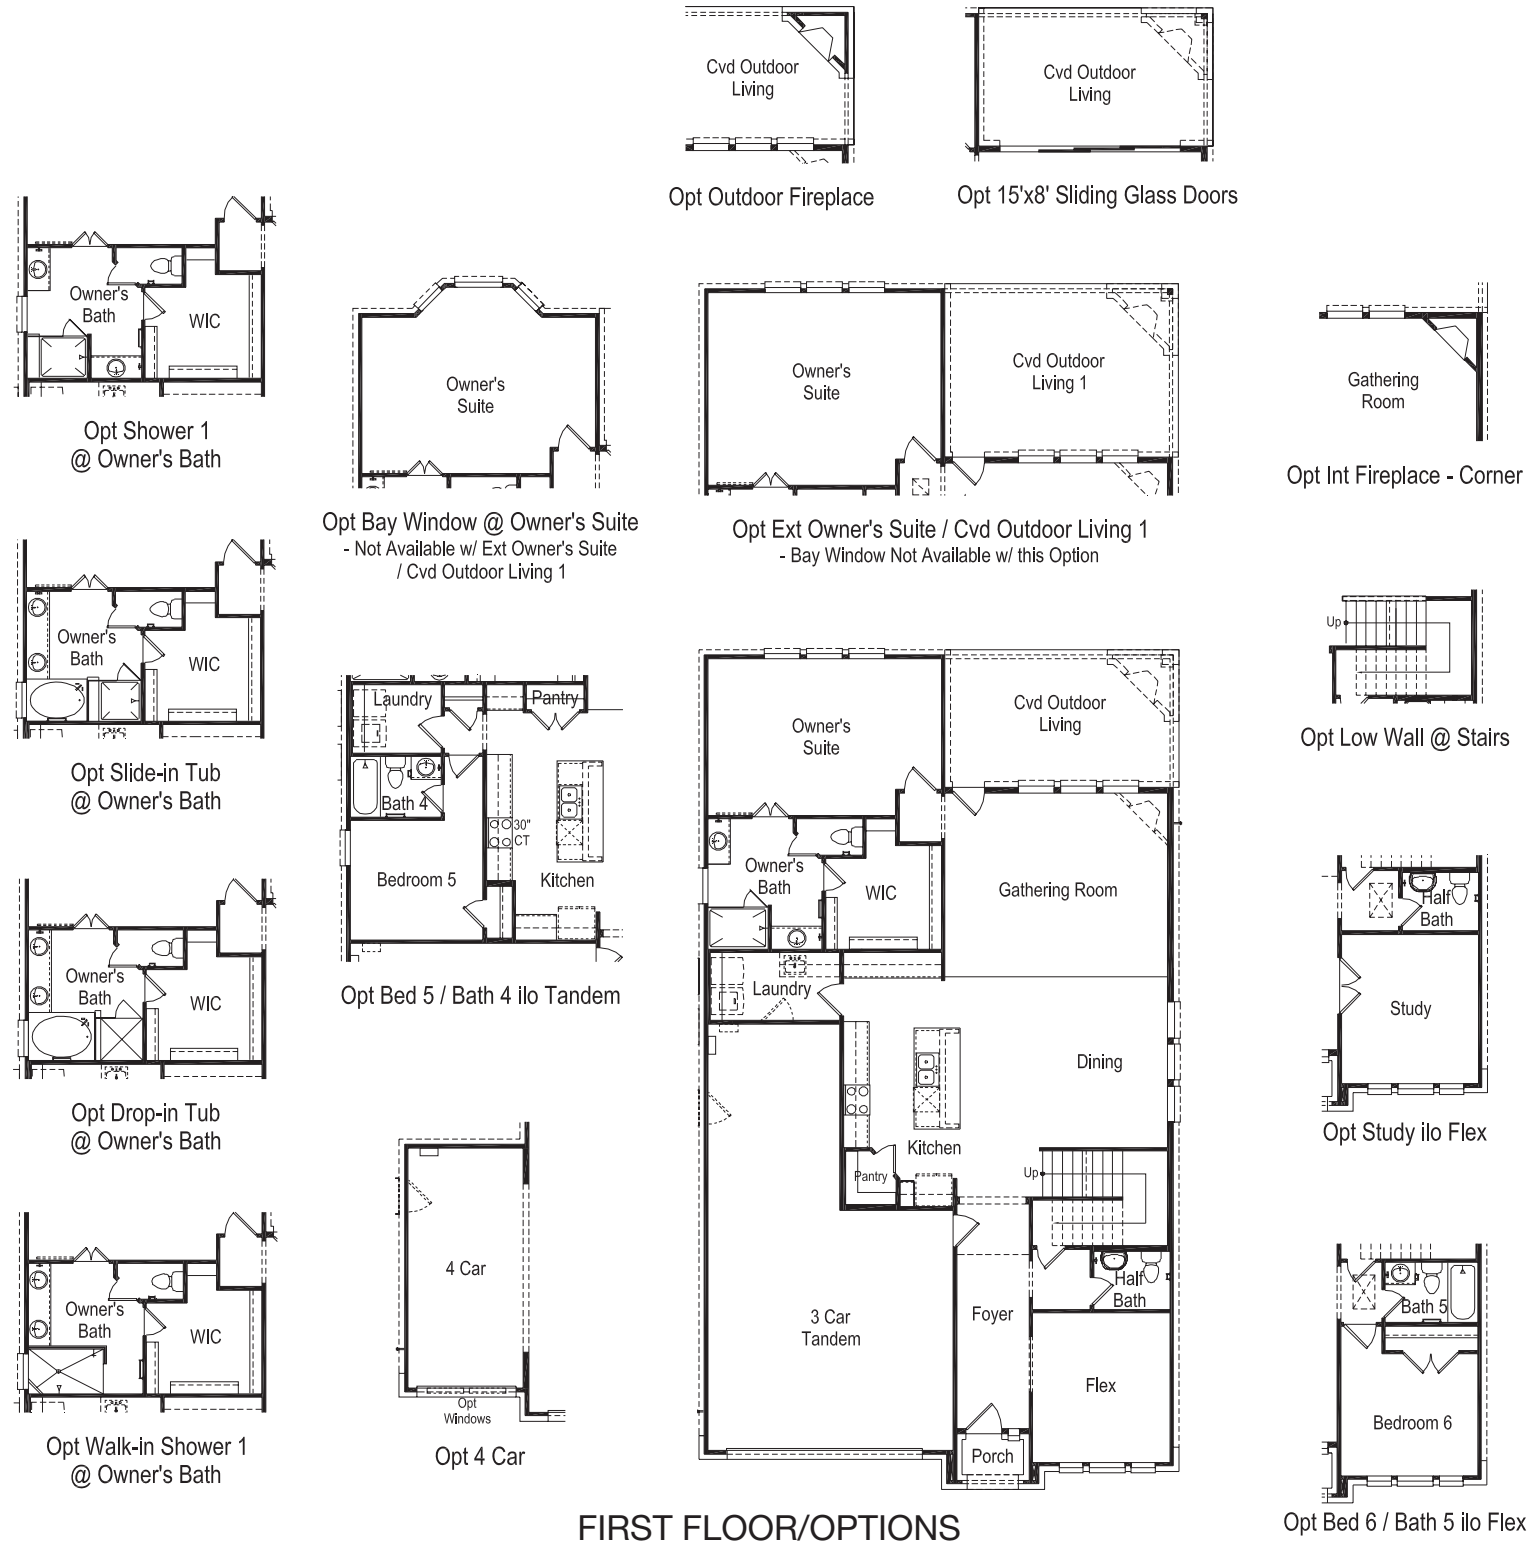 Cvd Outdoor
Living
Opt Outdoor Fireplace
Cvd Outdoor
Living
Opt 15'x8' Sliding Glass Doors
Owner's
Bath
WIC
Opt Shower 1
@ Owner's Bath
Owner's
Suite
Opt Bay Window @ Owner's Suite
- Not Available w/ Ext Owner's Suite
/ Cvd Outdoor Living 1
Owner's
Suite
Cvd Outdoor
Living 1
Opt Ext Owner's Suite / Cvd Outdoor Living 1
- Bay Window Not Available w/ this Option
Gathering
Room
Opt Int Fireplace - Corner
Owner's
Bath
WIC
Opt Slide-in Tub
@ Owner's Bath
Up
Opt Low Wall @ Stairs
Laundry
Pantry
Bath 4
30"
CT
Bedroom 5
Kitchen
Opt Bed 5 / Bath 4 ilo Tandem
Owner's
Bath
WIC
Opt Drop-in Tub
@ Owner's Bath
Owner's
Bath
WIC
Opt Walk-in Shower 1
@ Owner's Bath
4 Car
Opt
Windows
Opt 4 Car
Owner's
Suite
Cvd Outdoor
Living
Owner's
Bath
WIC
Gathering Room
Laundry
Dining
Kitchen
Pantry
Up
Half
Bath
3 Car
Tandem
Foyer
Flex
Porch
Half
Bath
Study
Opt Study ilo Flex
Bath 5
Bedroom 6
Opt Bed 6 / Bath 5 ilo Flex
FIRST FLOOR/OPTIONS